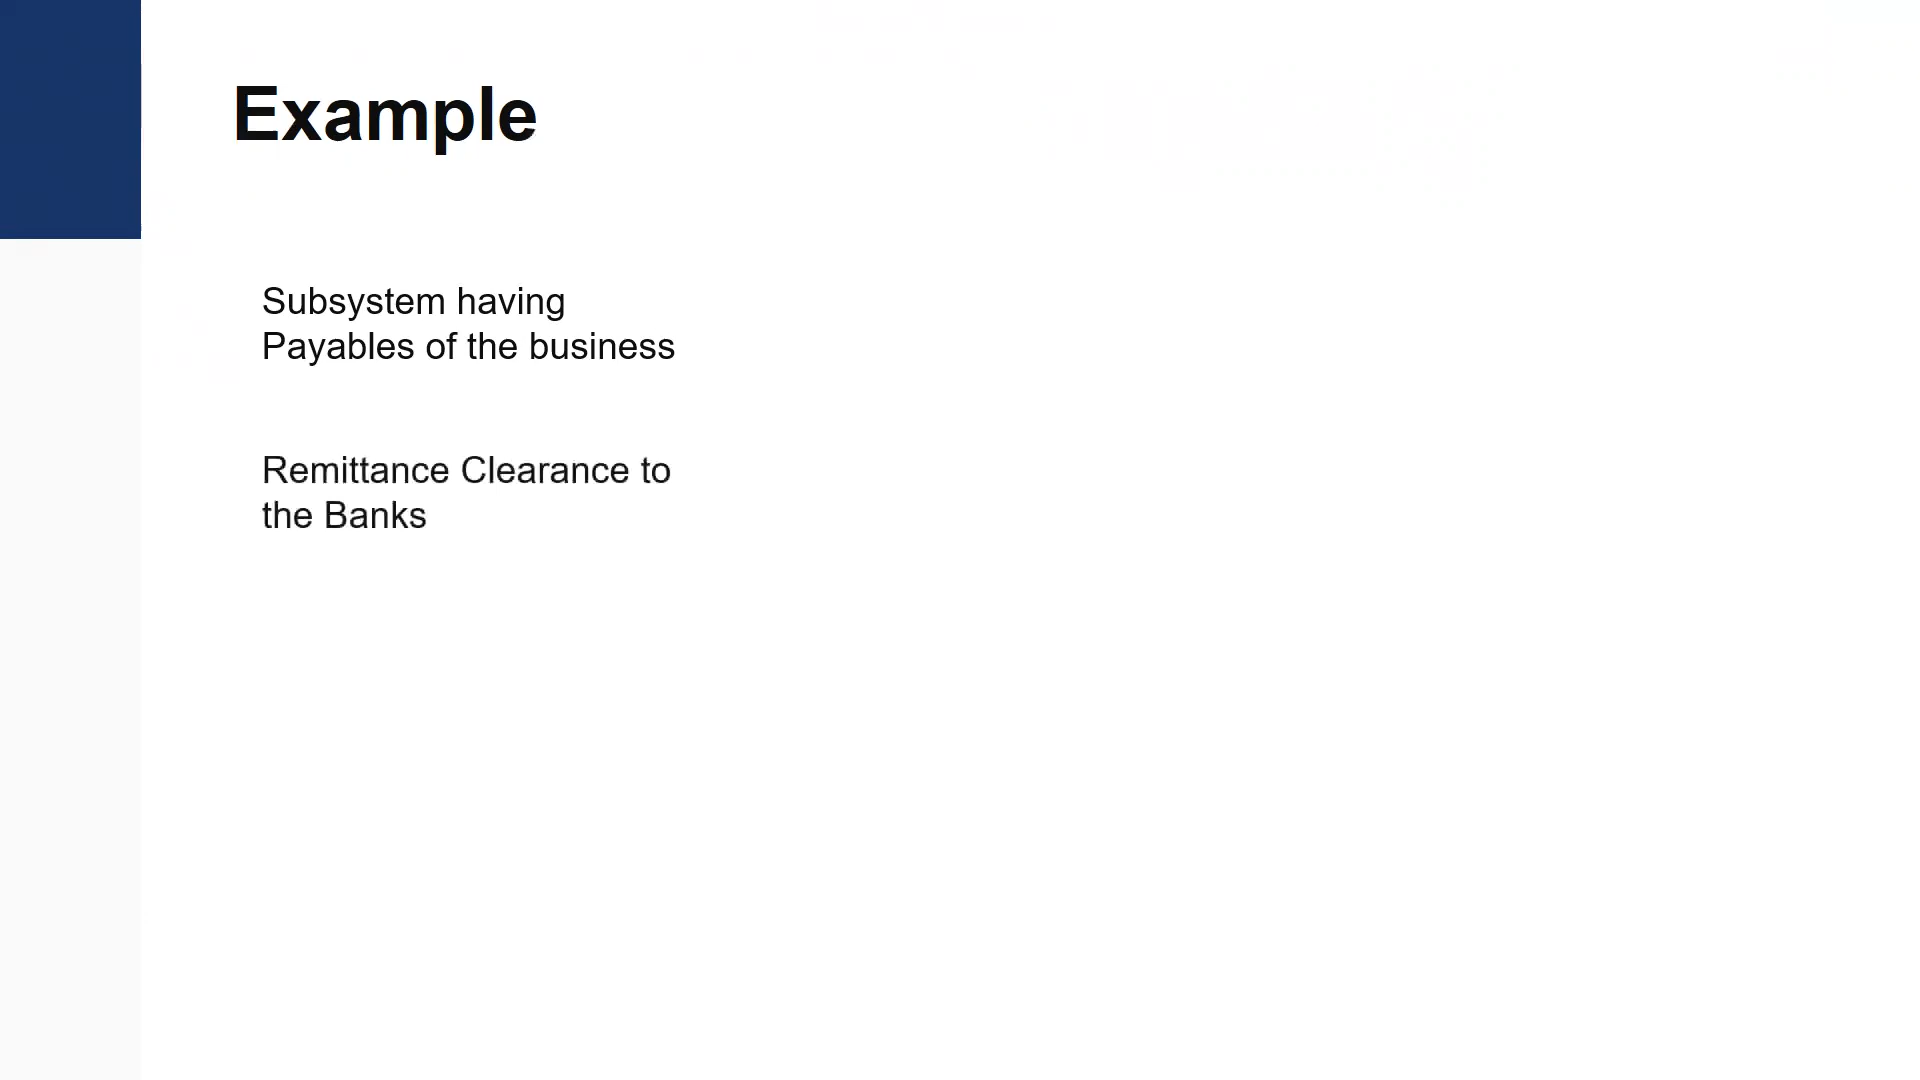 Example
Subsystem having
Payables of the business
Remittance Clearance to
the Banks